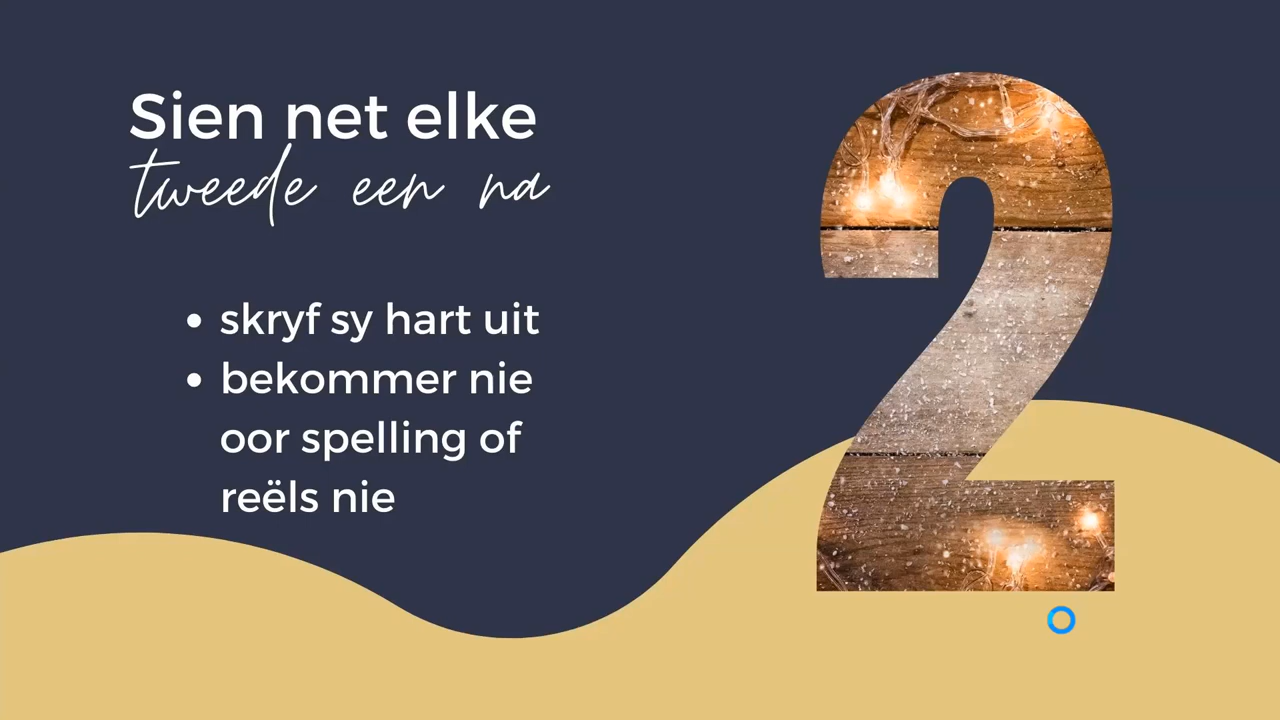 Sien net elke
tweede een na
• skryf sy hart uit
• bekommer nie
oor spelling of
reëls nie
2